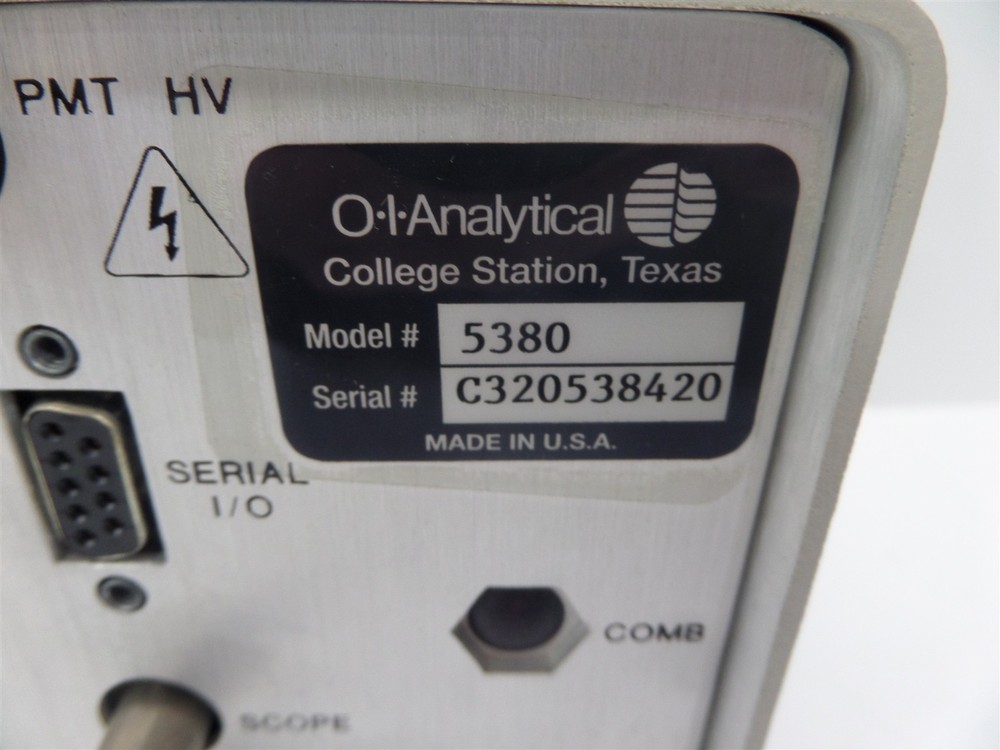 PMT HV
O·I·Analytical
College Station, Texas
Model # 5380
Serial # C320538420
MADE IN U.S.A.
SERIAL
I/O
COMB
SCOPE